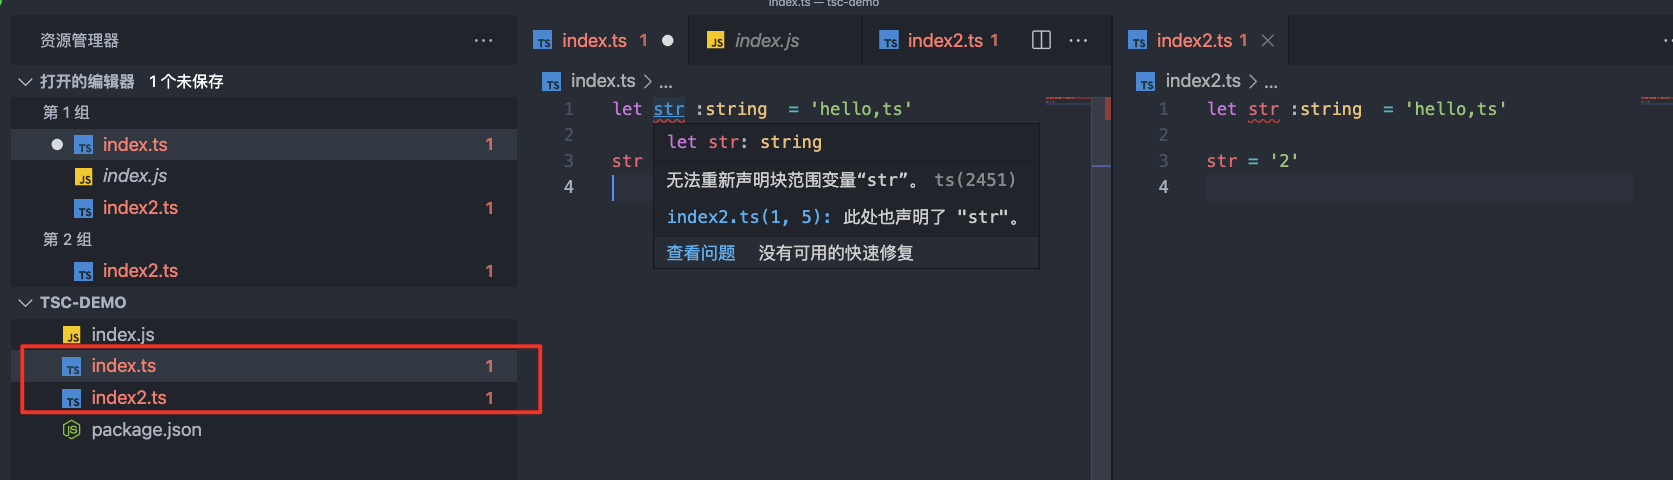 index.ts — tsc-demo
资源管理器 ···
打开的编辑器 1 个未保存
第 1 组
TS index.ts 1
JS index.js
TS index2.ts 1
第 2 组
TS index2.ts 1
TSC-DEMO
JS index.js
TS index.ts 1
TS index2.ts 1
JS package.json
TS index.ts 1
JS index.js
TS index2.ts 1 ···
TS index.ts > ...
1 let str :string = 'hello,ts'
2
3 str
4
let str: string
无法重新声明块范围变量“str”。 ts(2451)
index2.ts(1, 5): 此处也声明了 "str"。
查看问题 没有可用的快速修复
TS index2.ts 1
TS index2.ts > ...
1 let str :string = 'hello,ts'
2
3 str = '2'
4